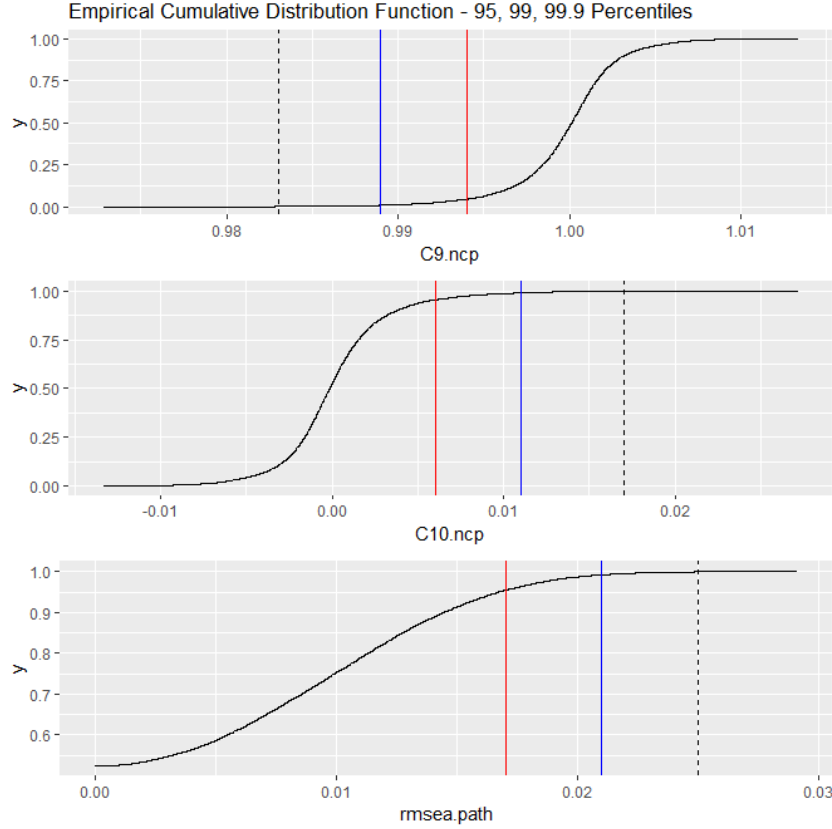 Empirical Cumulative Distribution Function - 95, 99, 99.9 Percentiles
1.00
0.75
y
0.50
0.25
0.00
0.98 0.99 1.00 1.01
C9.ncp
1.00
0.75
y
0.50
0.25
0.00
-0.01 0.00 0.01 0.02
C10.ncp
1.0
0.9
0.8
y
0.7
0.6
0.00 0.01 0.02 0.03
rmsea.path